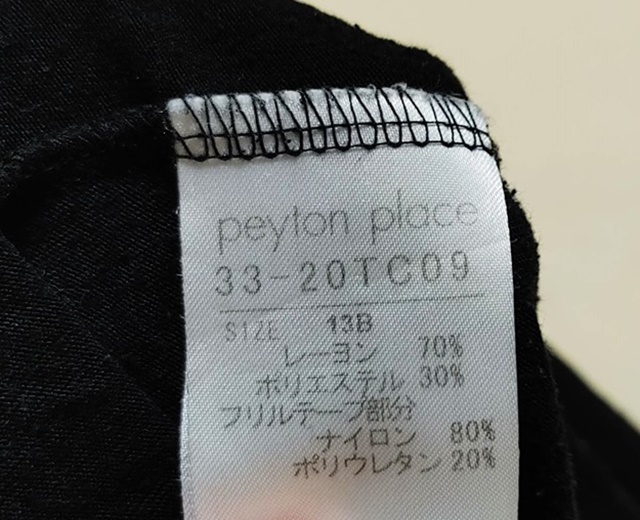 peyton place
33-20TC09
SIZE 13B
レーヨン 70%
ポリエステル 30%
フリルテープ部分
ナイロン 80%
ポリウレタン 20%